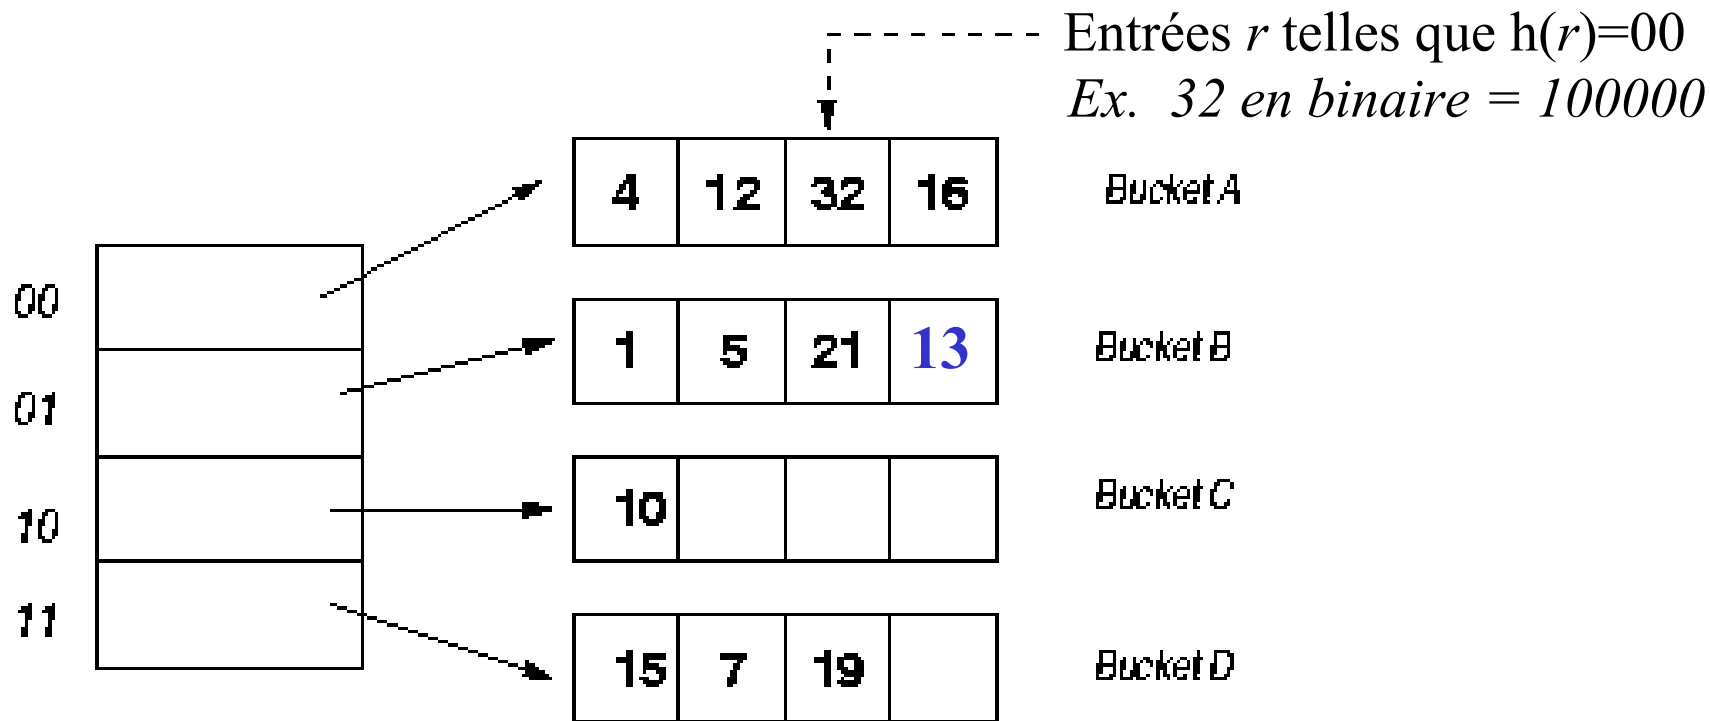 Entrées r telles que h(r)=00
Ex. 32 en binaire = 100000
4 12 32 16 Bucket A
00
1 5 21 13 Bucket B
01
10 Bucket C
10
11
15 7 19 Bucket D